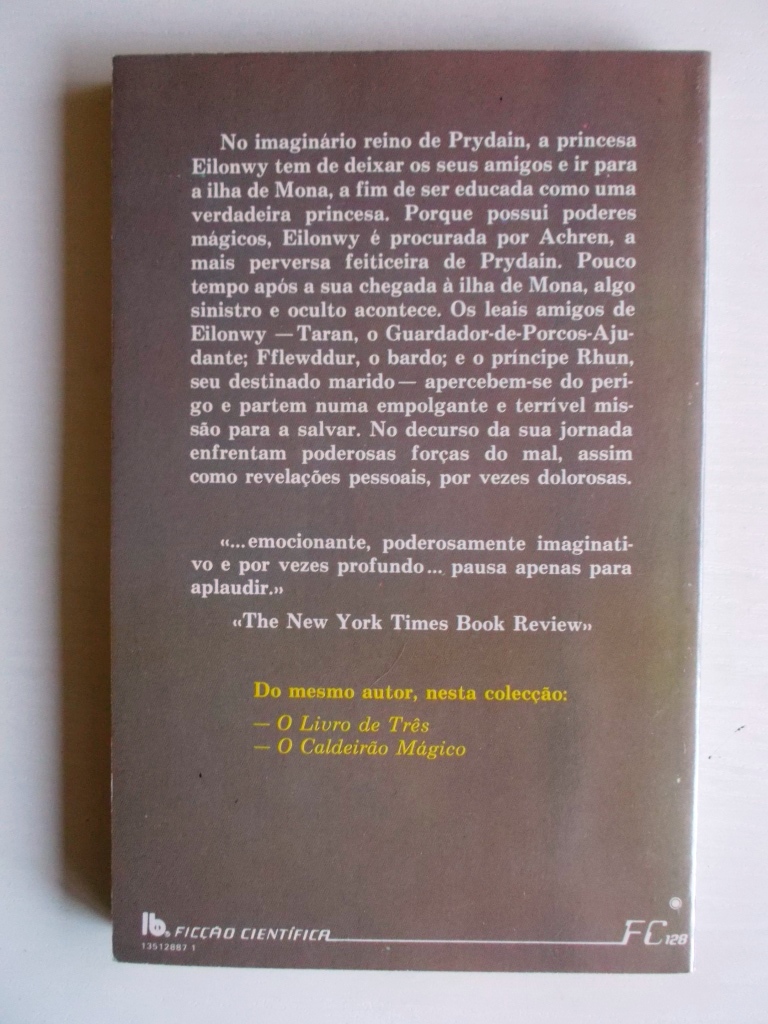 No imaginário reino de Prydain, a princesa
Eilonwy tem de deixar os seus amigos e ir para
a ilha de Mona, a fim de ser educada como uma
verdadeira princesa. Porque possui poderes
mágicos, Eilonwy é procurada por Achren, a
mais perversa feiticeira de Prydain. Pouco
tempo após a sua chegada à ilha de Mona, algo
sinistro e oculto acontece. Os leais amigos de
Eilonwy — Taran, o Guardador-de-Porcos-Aju-
dante; Fflewddur, o bardo; e o príncipe Rhun,
seu destinado marido — apercebem-se do peri-
go e partem numa empolgante e terrível mis-
são para a salvar. No decurso da sua jornada
enfrentam poderosas forças do mal, assim
como revelações pessoais, por vezes dolorosas.
«...emocionante, poderosamente imaginati-
vo e por vezes profundo... pausa apenas para
aplaudir.»
«The New York Times Book Review»
Do mesmo autor, nesta colecção:
— O Livro de Três
— O Caldeirão Mágico
lb. FICÇÃO CIENTÍFICA FC 128
13512887 1